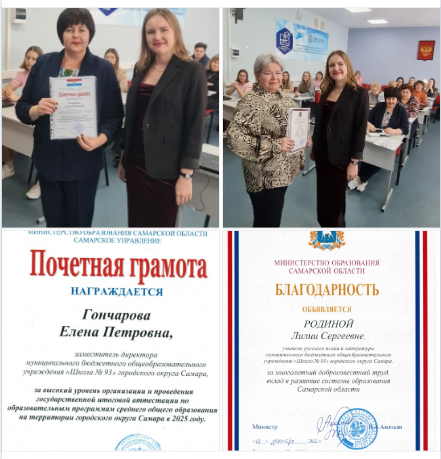 Почетная грамота
МИНИСТЕРСТВО ОБРАЗОВАНИЯ САМАРСКОЙ ОБЛАСТИ
САМАРСКОЕ УПРАВЛЕНИЕ
Почетная грамота
НАГРАЖДАЕТСЯ
Гончарова
Елена Петровна,
заместитель директора
муниципального бюджетного общеобразовательного
учреждения «Школа № 93» городского округа Самара,
за высокий уровень организации и проведения
государственной итоговой аттестации по
образовательным программам среднего общего образования
на территории городского округа Самара в 2025 году.
МИНИСТЕРСТВО ОБРАЗОВАНИЯ
САМАРСКОЙ ОБЛАСТИ
БЛАГОДАРНОСТЬ
ОБЪЯВЛЯЕТСЯ
РОДИНОЙ
Лилии Сергеевне,
учителю русского языка и литературы
муниципального бюджетного общеобразовательного
учреждения «Школа № 93» городского округа Самара,
за многолетний добросовестный труд,
вклад в развитие системы образования
Самарской области
Министр